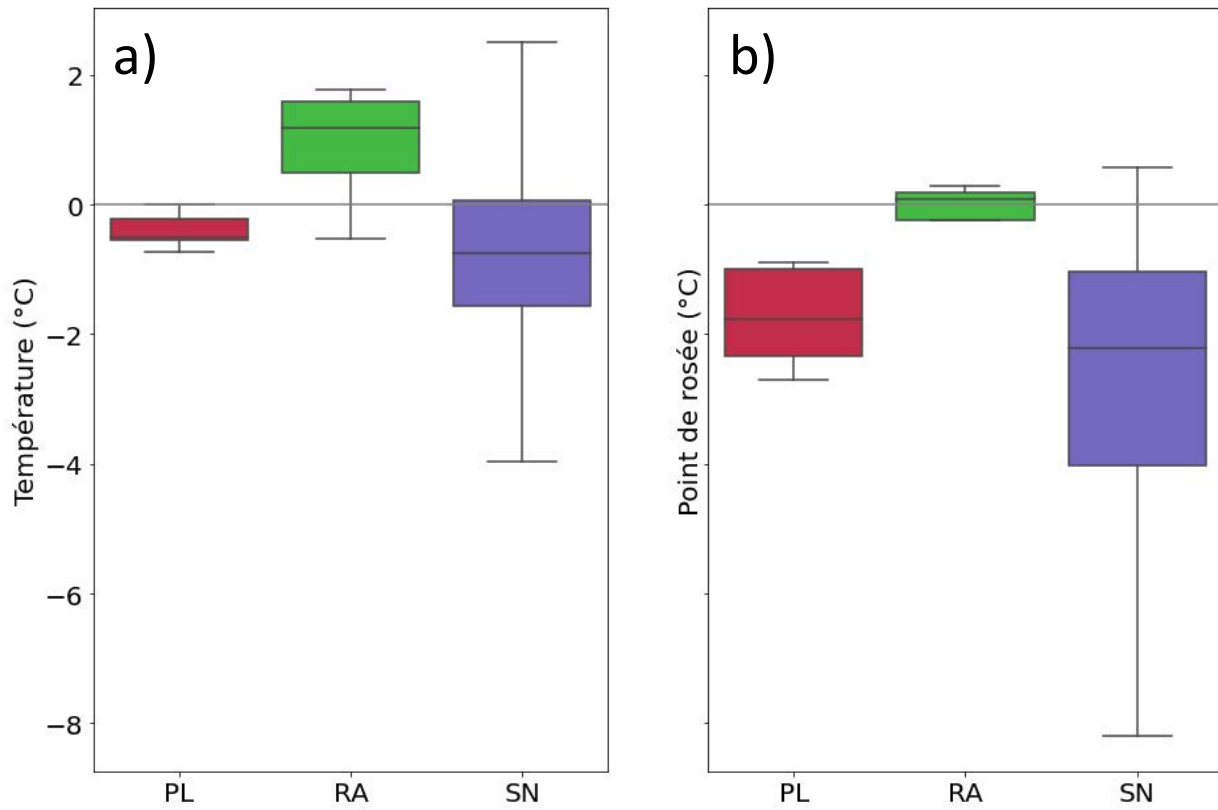 a)
Température (°C)
2
0
−2
−4
−6
−8
PL RA SN
b)
Point de rosée (°C)
PL RA SN